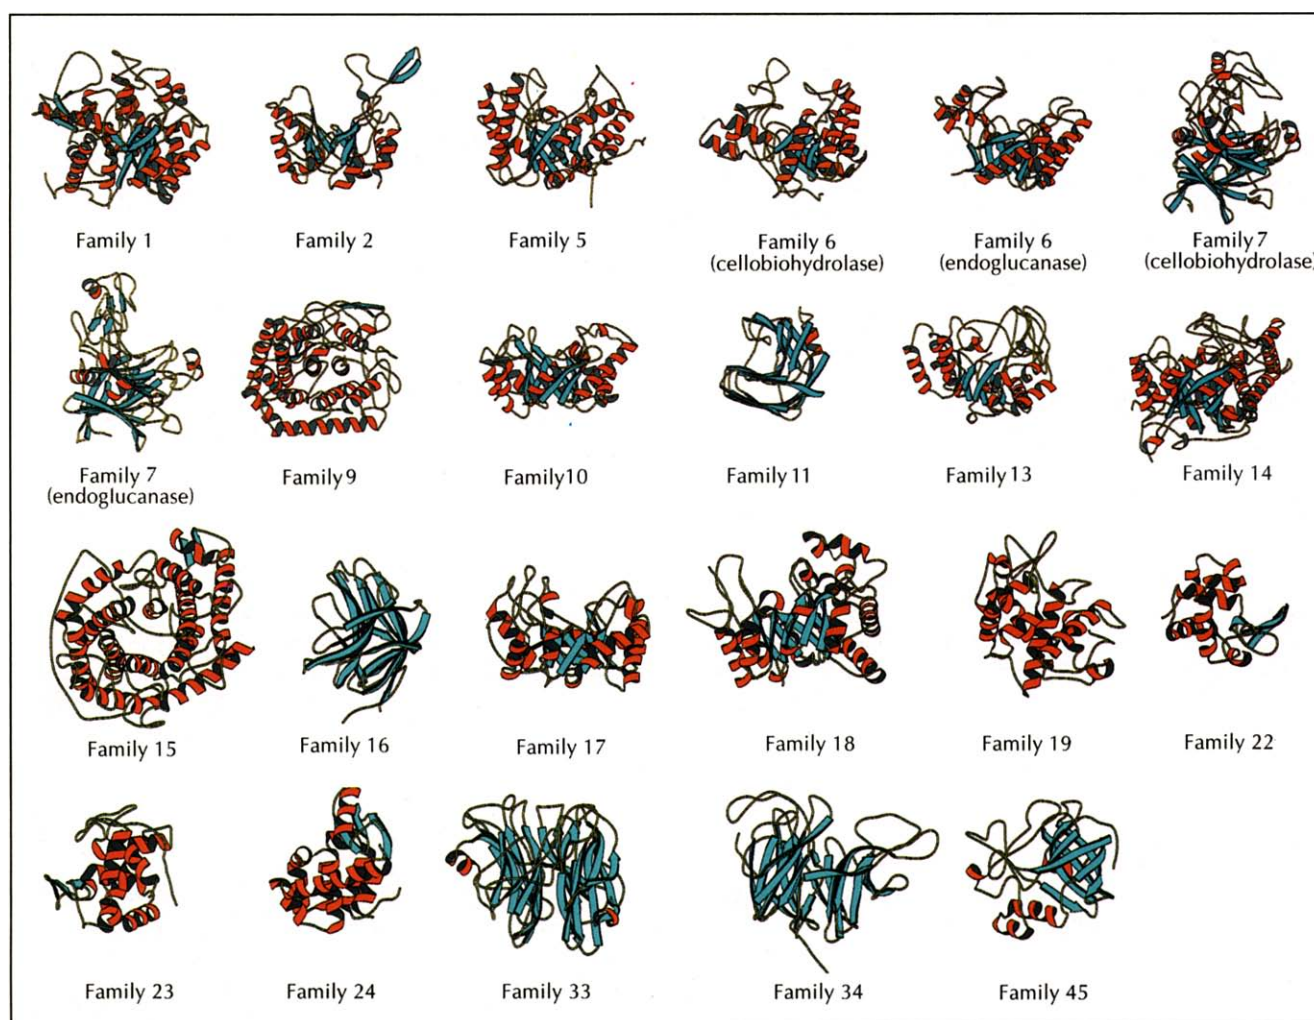 Family 1
Family 2
Family 5
Family 6
(cellobiohydrolase)
Family 6
(endoglucanase)
Family 7
(cellobiohydrolase)
Family 7
(endoglucanase)
Family 9
Family10
Family 11
Family 13
Family 14
Family 15
Family 16
Family 17
Family 18
Family 19
Family 22
Family 23
Family 24
Family 33
Family 34
Family 45